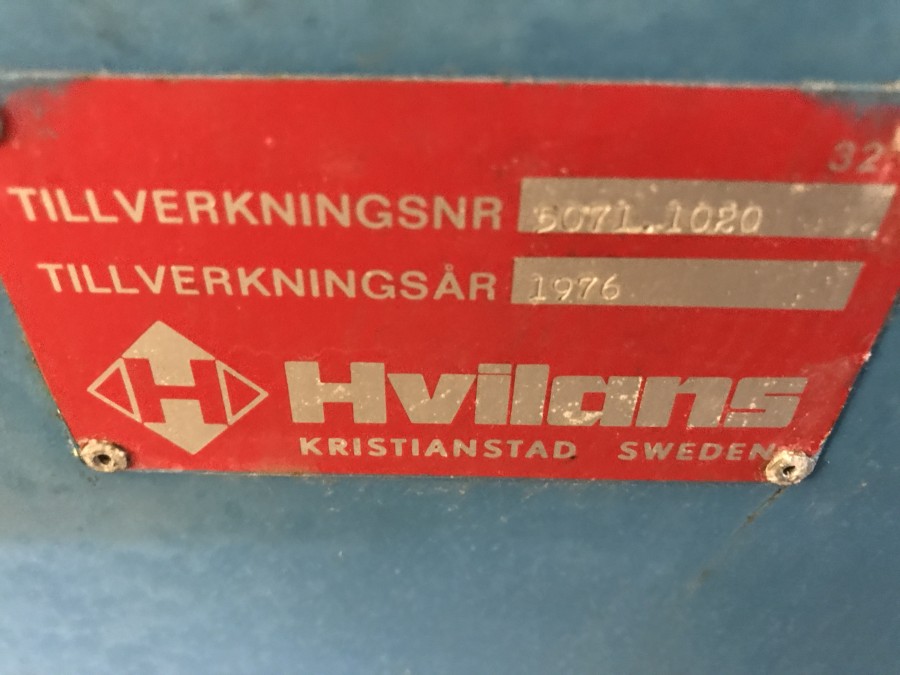 32
TILLVERKNINGSNR 5071.1020
TILLVERKNINGSÅR 1976
H Hvilans
KRISTIANSTAD SWEDEN